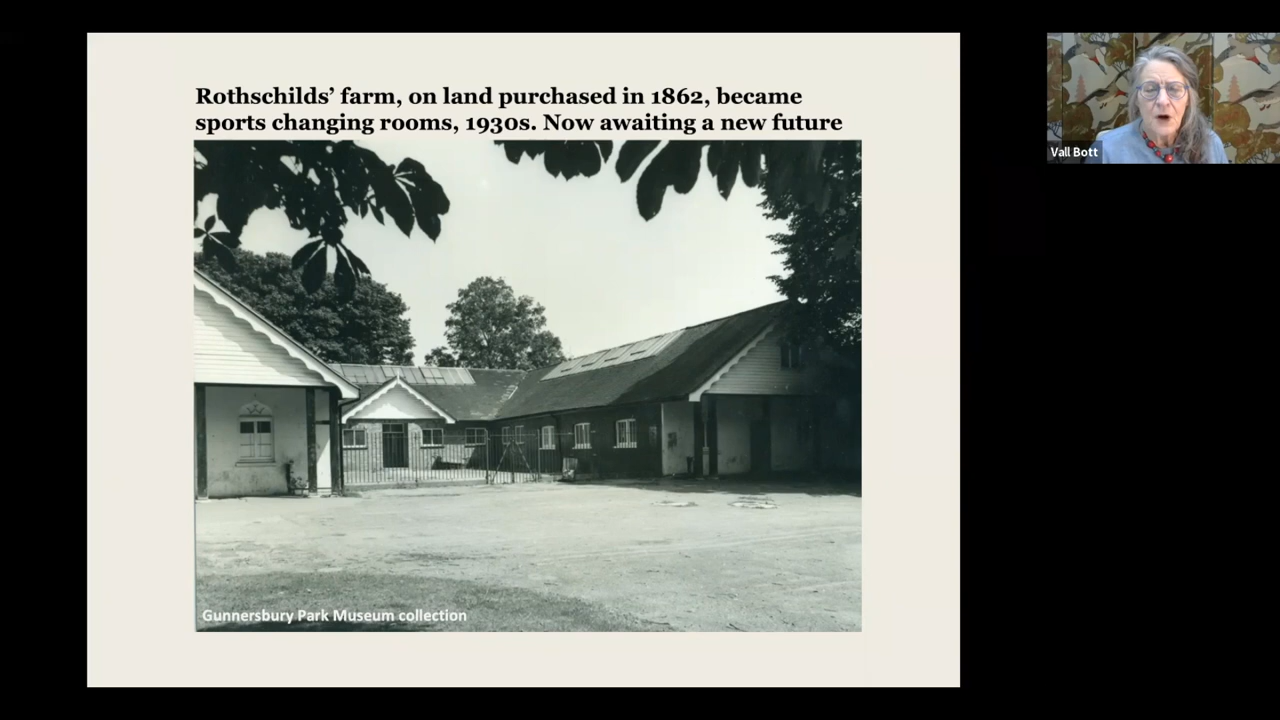 Rothschilds’ farm, on land purchased in 1862, became
sports changing rooms, 1930s. Now awaiting a new future
Vall Bott
Gunnersbury Park Museum collection